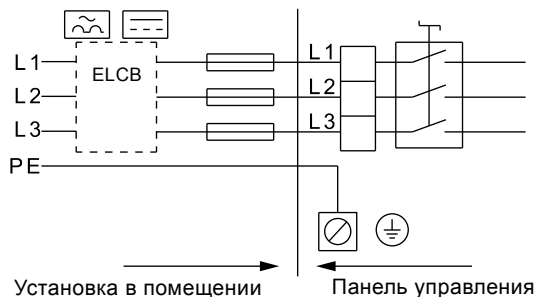 ELCB
L1
L2
L3
PE
L1
L2
L3
Установка в помещении
Панель управления